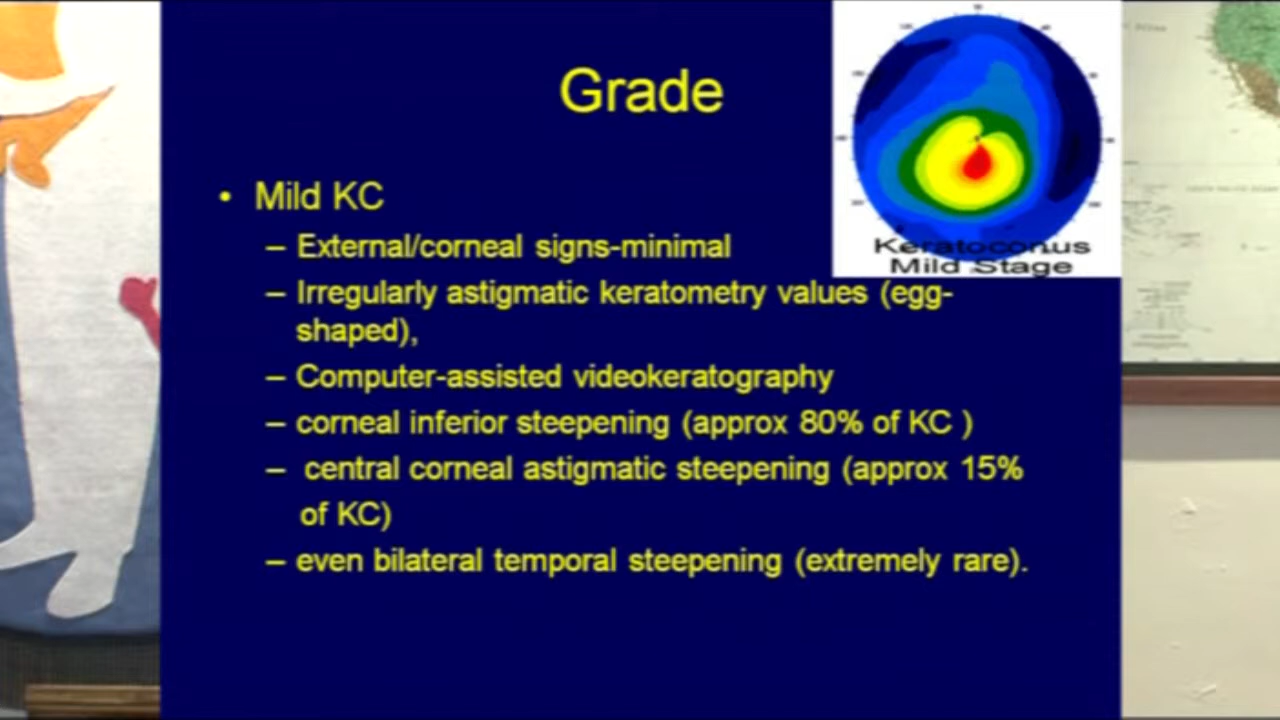 Grade
Keratoconus
Mild Stage
• Mild KC
– External/corneal signs-minimal
– Irregularly astigmatic keratometry values (egg-
shaped),
– Computer-assisted videokeratography
– corneal inferior steepening (approx 80% of KC )
– central corneal astigmatic steepening (approx 15%
of KC)
– even bilateral temporal steepening (extremely rare).